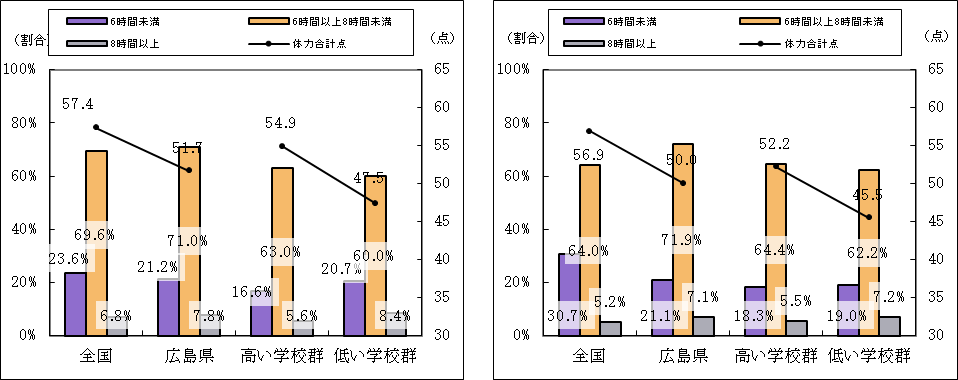 6時間未満 6時間以上8時間未満
8時間以上 体力合計点
（割合） （点）
100% 65
60
80%
55
60% 50
45
40%
40
20%
35
0% 30
57.4 51.7 54.9 47.5
69.6% 71.0% 63.0% 60.0%
23.6% 21.2% 16.6% 20.7%
6.8% 7.8% 5.6% 8.4%
全国 広島県 高い学校群 低い学校群
6時間未満 6時間以上8時間未満
8時間以上 体力合計点
（割合） （点）
100% 65
60
80%
55
60% 50
45
40%
40
20%
35
0% 30
56.9 50.0 52.2 45.5
64.0% 71.9% 64.4% 62.2%
30.7% 21.1% 18.3% 19.0%
5.2% 7.1% 5.5% 7.2%
全国 広島県 高い学校群 低い学校群